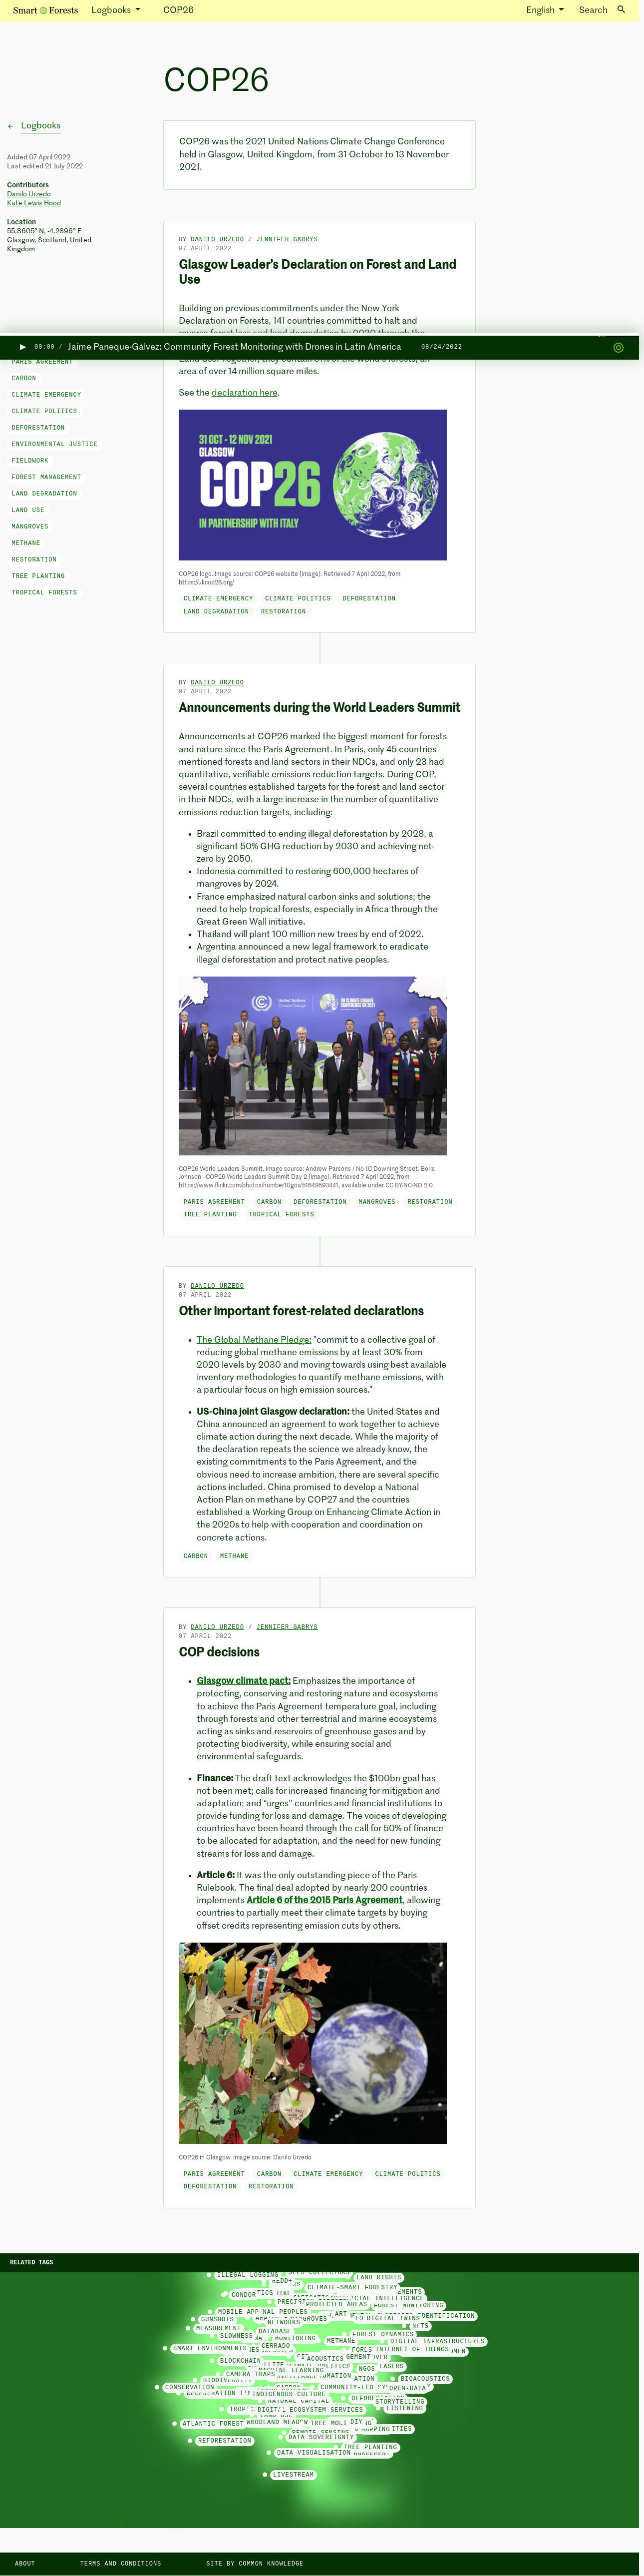 Smart Forests
Logbooks
COP26
English
Search
COP26
Logbooks
Added 07 April 2022
Last edited 21 July 2022
Contributors
Danilo Urzedo
Kate Lewis Hood
Location
55.8605° N, -4.2896° E
Glasgow, Scotland, United
Kingdom
COP26 was the 2021 United Nations Climate Change Conference
held in Glasgow, United Kingdom, from 31 October to 13 November
2021.
BY DANILO URZEDO / JENNIFER GABRYS
07 APRIL 2022
Glasgow Leader's Declaration on Forest and Land
Use
Building on previous commitments under the New York
Declaration on Forests, 141 countries committed to halt and
▶ 00:00 / Jaime Paneque-Gálvez: Community Forest Monitoring with Drones in Latin America 08/24/2022
area of over 14 million square miles.
See the declaration here.
31 OCT - 12 NOV 2021
GLASGOW
COP26
IN PARTNERSHIP WITH ITALY
COP26 logo. Image source: COP26 website [image]. Retrieved 7 April 2022, from
https://ukcop26.org/
CLIMATE EMERGENCY CLIMATE POLITICS DEFORESTATION
LAND DEGRADATION RESTORATION
PARIS AGREEMENT
CARBON
CLIMATE EMERGENCY
CLIMATE POLITICS
DEFORESTATION
ENVIRONMENTAL JUSTICE
FIELDWORK
FOREST MANAGEMENT
LAND DEGRADATION
LAND USE
MANGROVES
METHANE
RESTORATION
TREE PLANTING
TROPICAL FORESTS
BY DANILO URZEDO
07 APRIL 2022
Announcements during the World Leaders Summit
Announcements at COP26 marked the biggest moment for forests
and nature since the Paris Agreement. In Paris, only 45 countries
mentioned forests and land sectors in their NDCs, and only 23 had
quantitative, verifiable emissions reduction targets. During COP,
several countries established targets for the forest and land sector
in their NDCs, with a large increase in the number of quantitative
emissions reduction targets, including:
Brazil committed to ending illegal deforestation by 2028, a
significant 50% GHG reduction by 2030 and achieving net-
zero by 2050.
Indonesia committed to restoring 600,000 hectares of
mangroves by 2024.
France emphasized natural carbon sinks and solutions; the
need to help tropical forests, especially in Africa through the
Great Green Wall initiative.
Thailand will plant 100 million new trees by end of 2022.
Argentina announced a new legal framework to eradicate
illegal deforestation and protect native peoples.
COP26 World Leaders Summit. Image source: Andrew Parsons / No 10 Downing Street. Boris
Johnson - COP26 World Leaders Summit Day 2 [image]. Retrieved 7 April 2022, from
https://www.flickr.com/photos/number10gov/51649593441. available under CC BY-NC-ND 2.0
PARIS AGREEMENT CARBON DEFORESTATION MANGROVES RESTORATION
TREE PLANTING TROPICAL FORESTS
BY DANILO URZEDO
07 APRIL 2022
Other important forest-related declarations
The Global Methane Pledge: "commit to a collective goal of
reducing global methane emissions by at least 30% from
2020 levels by 2030 and moving towards using best available
inventory methodologies to quantify methane emissions, with
a particular focus on high emission sources."
US-China joint Glasgow declaration: the United States and
China announced an agreement to work together to achieve
climate action during the next decade. While the majority of
the declaration repeats the science we already know, the
existing commitments to the Paris Agreement, and the
obvious need to increase ambition, there are several specific
actions included. China promised to develop a National
Action Plan on methane by COP27 and the countries
established a Working Group on Enhancing Climate Action in
the 2020s to help with cooperation and coordination on
concrete actions.
CARBON METHANE
BY DANILO URZEDO / JENNIFER GABRYS
07 APRIL 2022
COP decisions
Glasgow climate pact: Emphasizes the importance of
protecting, conserving and restoring nature and ecosystems
to achieve the Paris Agreement temperature goal, including
through forests and other terrestrial and marine ecosystems
acting as sinks and reservoirs of greenhouse gases and by
protecting biodiversity, while ensuring social and
environmental safeguards.
Finance: The draft text acknowledges the $100bn goal has
not been met; calls for increased financing for mitigation and
adaptation; and "urges" countries and financial institutions to
provide funding for loss and damage. The voices of developing
countries have been heard through the call for 50% of finance
to be allocated for adaptation, and the need for new funding
streams for loss and damage.
Article 6: It was the only outstanding piece of the Paris
Rulebook. The final deal adopted by nearly 200 countries
implements Article 6 of the 2015 Paris Agreement, allowing
countries to partially meet their climate targets by buying
offset credits representing emission cuts by others.
COP26 in Glasgow. Image source: Danilo Urzedo
PARIS AGREEMENT CARBON CLIMATE EMERGENCY CLIMATE POLITICS
DEFORESTATION RESTORATION
RELATED TAGS
ILLEGAL LOGGING
LAND RIGHTS
CLIMATE-SMART FORESTRY
CONDOR
PROTECTED AREAS
MOBILE APP
GUNSHOTS
NETWORKS
DIGITAL TWINS
NFTS
MEASUREMENT
DATABASE
SLOWNESS
MONITORING
METHANE
FOREST DYNAMICS
DIGITAL INFRASTRUCTURES
SMART ENVIRONMENTS
CERRADO
INTERNET OF THINGS
BLOCKCHAIN
ACOUSTICS
LASERS
CAMERA TRAPS
MACHINE LEARNING
NGOS
BIOACOUSTICS
CONSERVATION
OPEN-DATA
INDIGENOUS CULTURE
STORYTELLING
LISTENING
DIGITAL ECOSYSTEM SERVICES
ATLANTIC FOREST
WOODLAND MEADOW
DIY
DATA SOVEREIGNTY
REFORESTATION
TREE PLANTING
DATA VISUALISATION
LIVESTREAM
ABOUT
TERMS AND CONDITIONS
SITE BY COMMON KNOWLEDGE